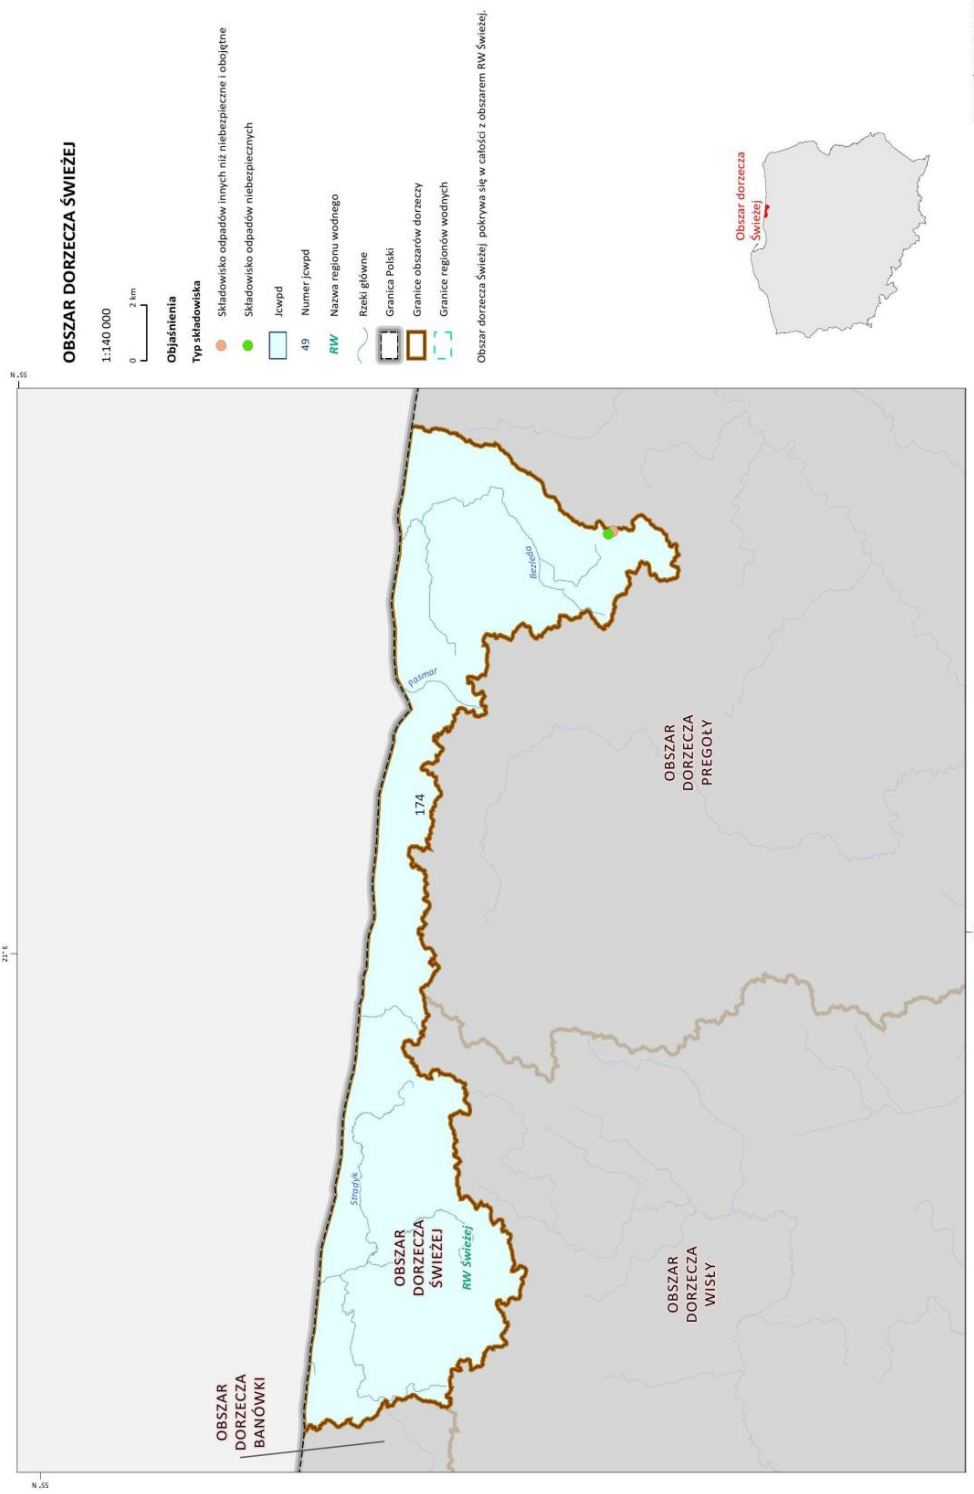 OBSZAR DORZECZA ŚWIEŻEJ
1:140 000
0 2 km
Objaśnienia
Typ składowiska
Składowisko odpadów innych niż niebezpieczne i obojętne
Składowisko odpadów niebezpiecznych
Jcwpd
49 Numer jcwpd
RW Nazwa regionu wodnego
Rzeki główne
Granica Polski
Granice obszarów dorzeczy
Granice regionów wodnych
Obszar dorzecza Świeżej pokrywa się w całości z obszarem RW Świeżej.
Obszar dorzecza
Świeżej
21° E
OBSZAR
DORZECZA
BANÓWKI
Stradyk
OBSZAR
DORZECZA
ŚWIEŻEJ
RW Świeżej
174
Pasmar
Bezleda
OBSZAR
DORZECZA
WISŁY
OBSZAR
DORZECZA
PREGOŁY